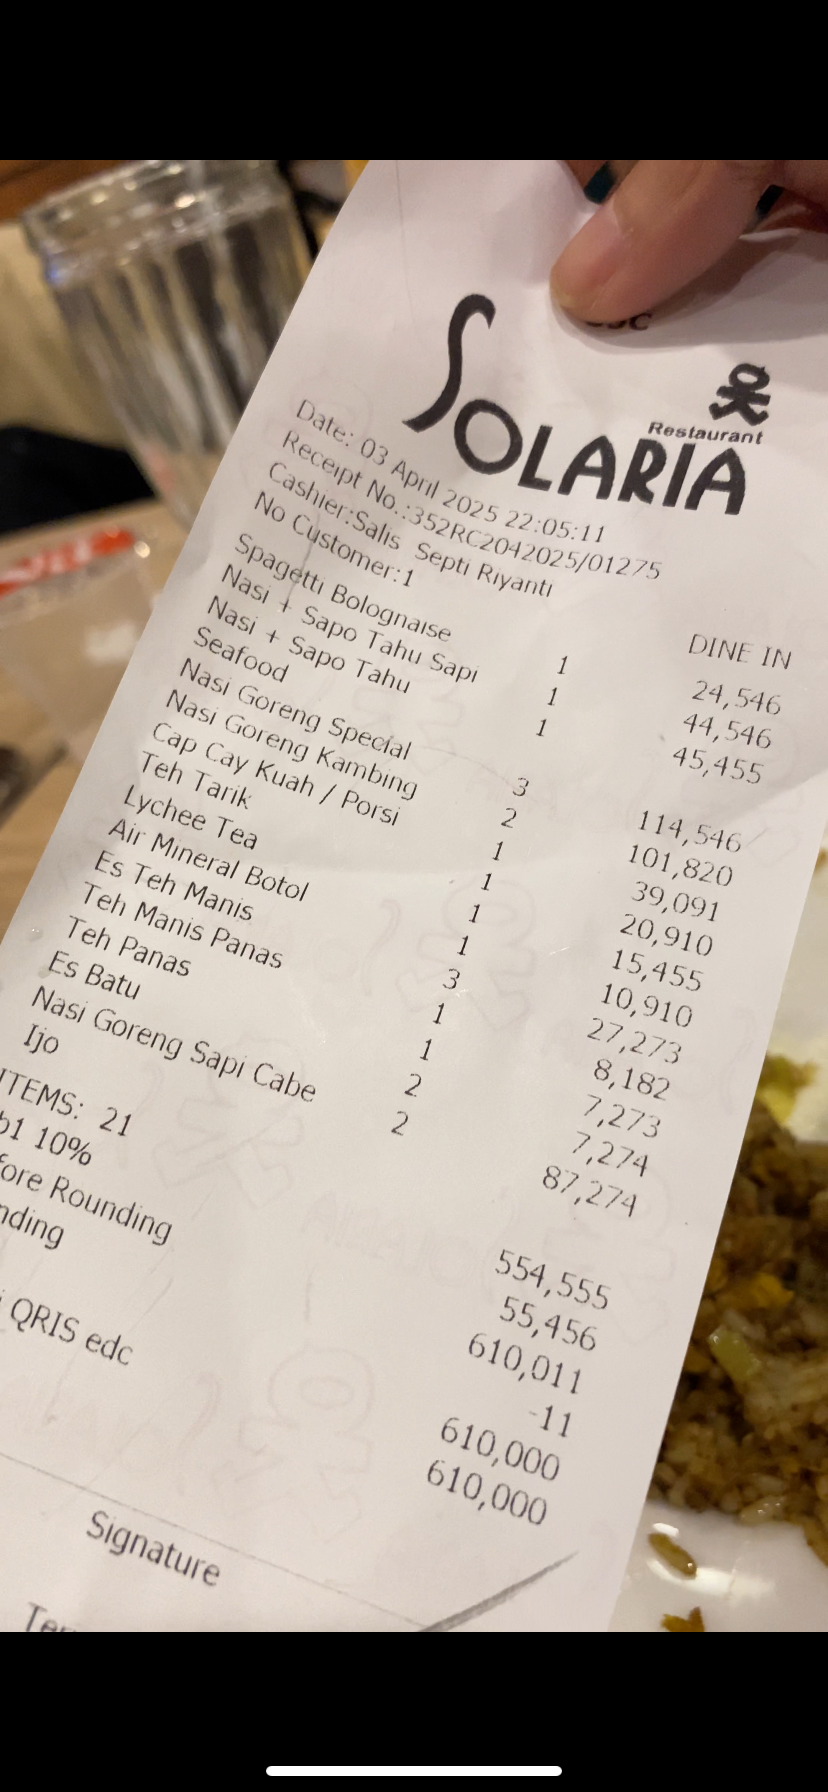 SOLARIA
Restaurant
Date: 03 April 2025 22:05:11
Receipt No.:352RC2042025/01275
Cashier:Salis Septi Riyanti
No Customer:1
DINE IN
Spagetti Bolognaise 1 24,546
Nasi + Sapo Tahu Sapi 1 44,546
Nasi + Sapo Tahu 1 45,455
Seafood
Nasi Goreng Special 3 114,546
Nasi Goreng Kambing 2 101,820
Cap Cay Kuah / Porsi 1 39,091
Teh Tarik 1 20,910
Lychee Tea 1 15,455
Air Mineral Botol 1 10,910
Es Teh Manis 3 27,273
Teh Manis Panas 1 8,182
Teh Panas 1 7,273
Es Batu 2 7,274
Nasi Goreng Sapi Cabe 2 87,274
Ijo
ITEMS: 21 554,555
b1 10% 55,456
fore Rounding 610,011
nding -11
610,000
QRIS edc 610,000
Signature